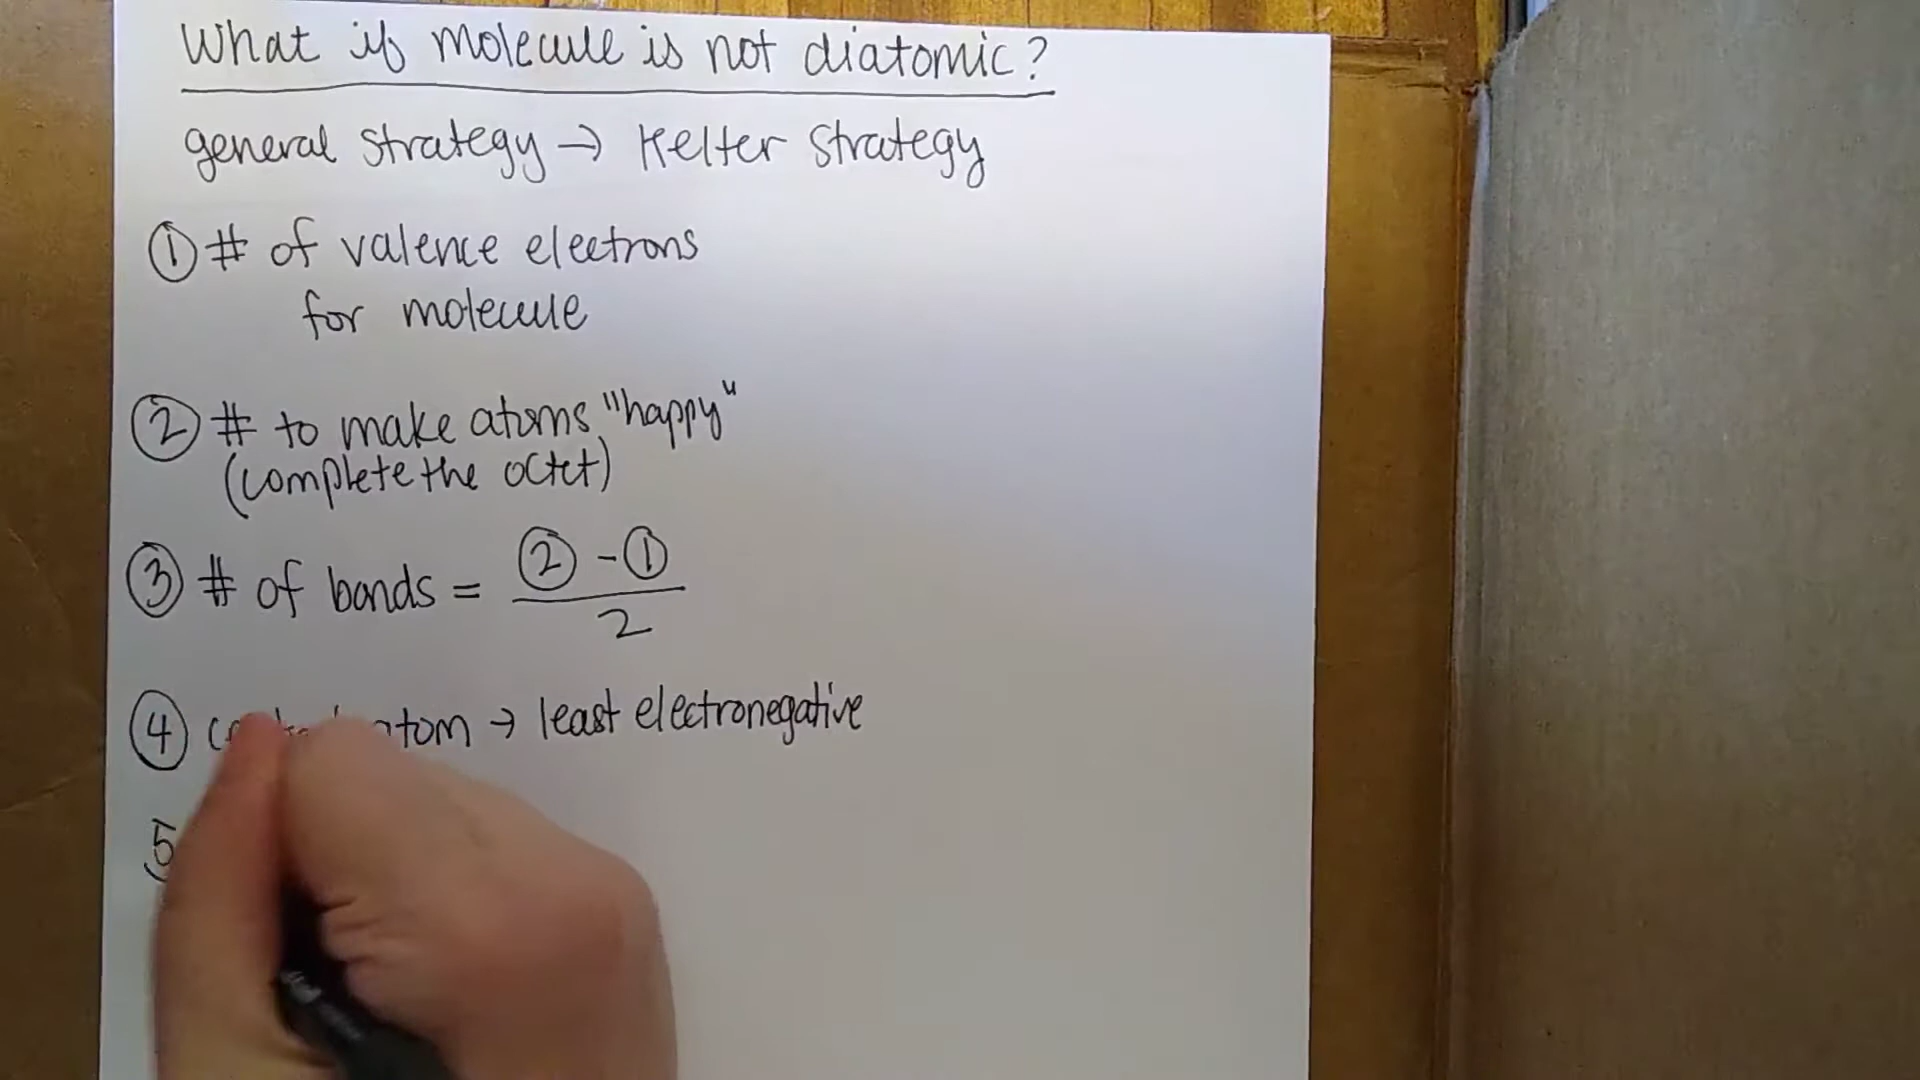 What if molecule is not diatomic?
general strategy → Kelter strategy
① # of valence electrons
for molecule
② # to make atoms "happy"
(complete the octet)
③ # of bonds = ② - ① / 2
④ atom → least electronegative
5